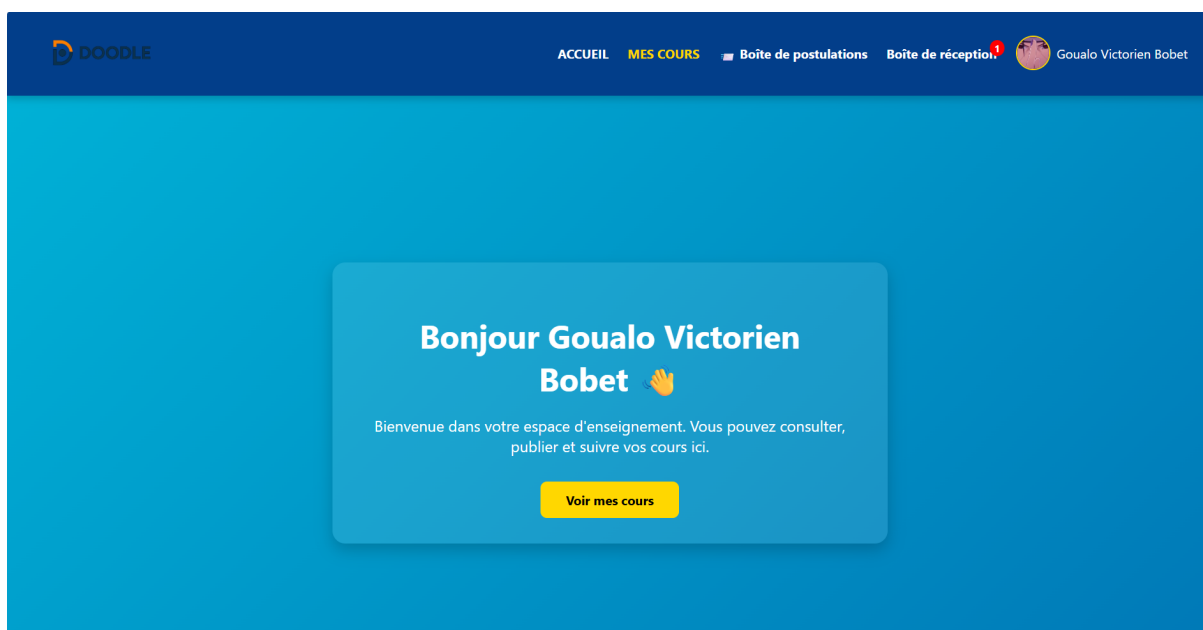 DOODLE
ACCUEIL MES COURS Boîte de postulations Boîte de réception 1 Goualo Victorien Bobet
Bonjour Goualo Victorien
Bobet 👋
Bienvenue dans votre espace d'enseignement. Vous pouvez consulter,
publier et suivre vos cours ici.
Voir mes cours